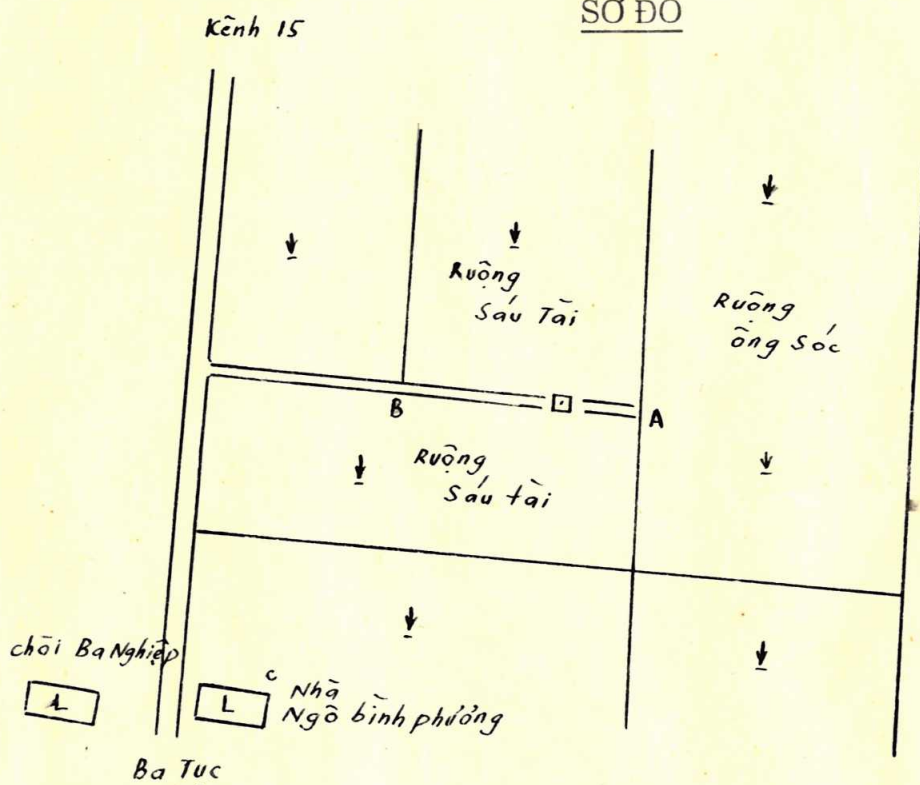 SƠ ĐỒ
Kênh 15
Ruộng
Sáu Tài
Ruộng
ông Sóc
B
A
Ruộng
Sáu tài
chòi Ba Nghiệp
L
L
c
Nhà
Ngô bình phưởng
Ba Tuc